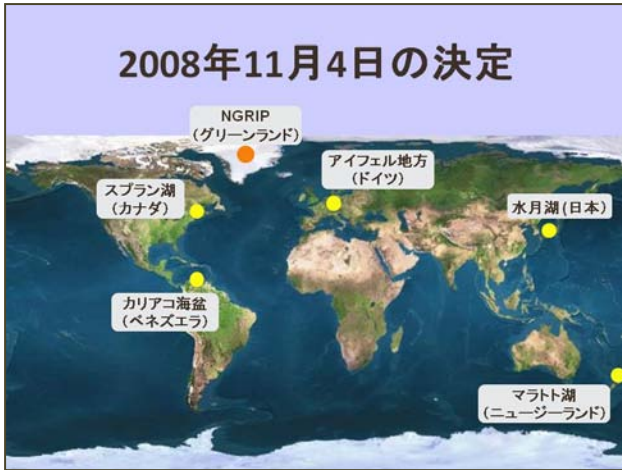 2008年11月4日の決定
NGRIP
（グリーンランド）
アイフェル地方
（ドイツ）
スプラン湖
（カナダ）
水月湖（日本）
カリアコ海盆
（ベネズエラ）
マラトト湖
（ニュージーランド）